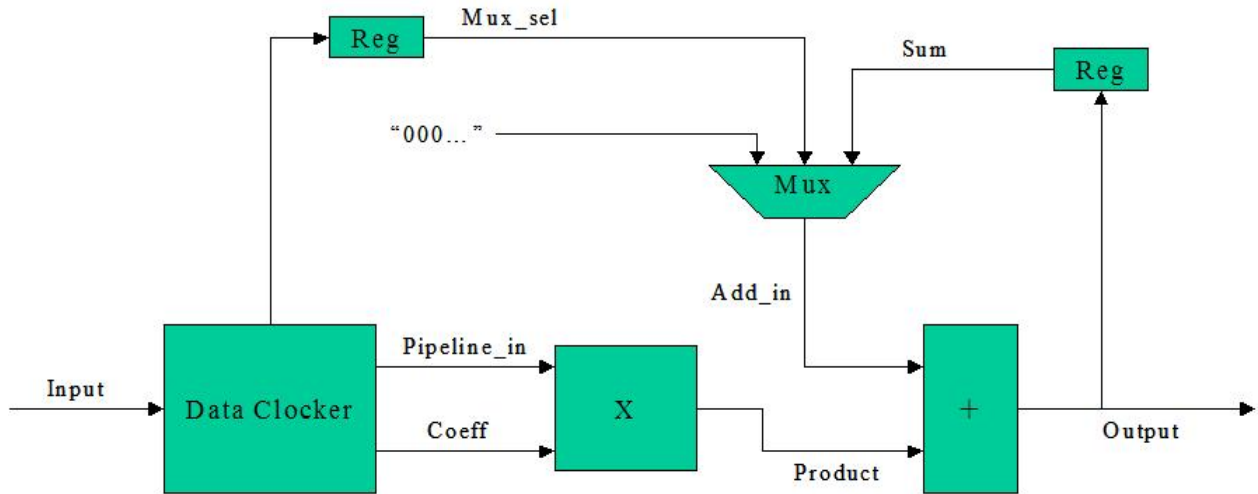 Mux_sel
Reg
Sum
Reg
“000...”
Mux
Add_in
Pipeline_in
Input
Data Clocker
X
+
Coeff
Output
Product